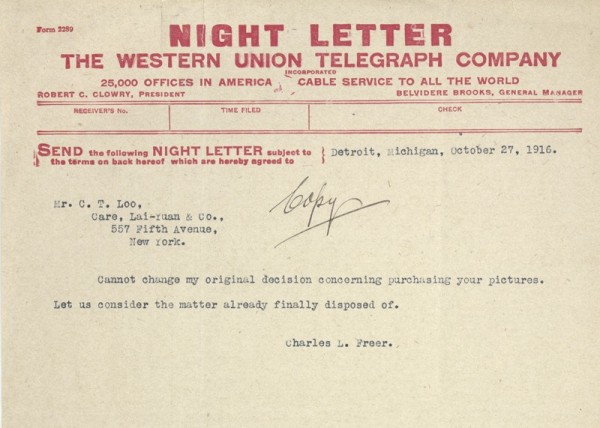 Form 2289
NIGHT LETTER
THE WESTERN UNION TELEGRAPH COMPANY
INCORPORATED
25,000 OFFICES IN AMERICA CABLE SERVICE TO ALL THE WORLD
ROBERT C. CLOWRY, PRESIDENT BELVIDERE BROOKS, GENERAL MANAGER
RECEIVER'S No. TIME FILED CHECK
SEND the following NIGHT LETTER subject to
the terms on back hereof which are hereby agreed to
Detroit, Michigan, October 27, 1916.
Copy
Mr. C. T. Loo,
Care, Lai-Yuan & Co.,
557 Fifth Avenue,
New York.
Cannot change my original decision concerning purchasing your pictures.
Let us consider the matter already finally disposed of.
Charles L. Freer.